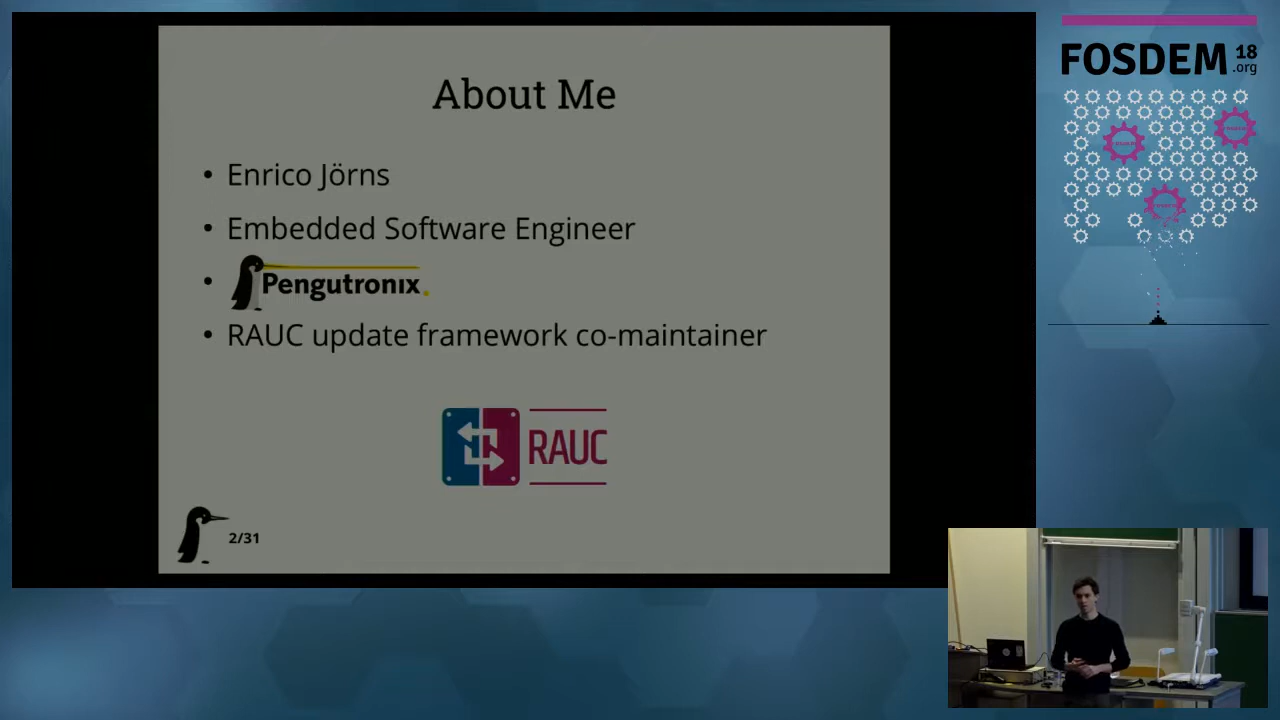 About Me
• Enrico Jörns
• Embedded Software Engineer
• Pengutronix
• RAUC update framework co-maintainer
RAUC
2/31
FOSDEM 18
.org